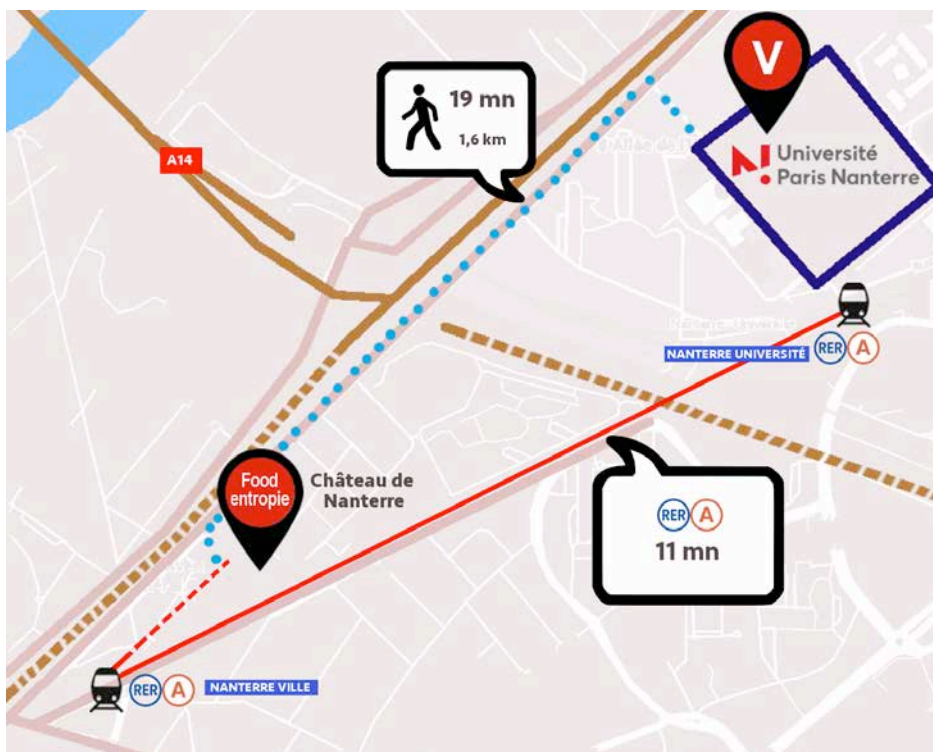 V
19 mn
1,6 km
A14
Université
Paris Nanterre
NANTERRE UNIVERSITÉ
RER A
Food
entropie
Château de
Nanterre
RER A
11 mn
RER A
NANTERRE VILLE